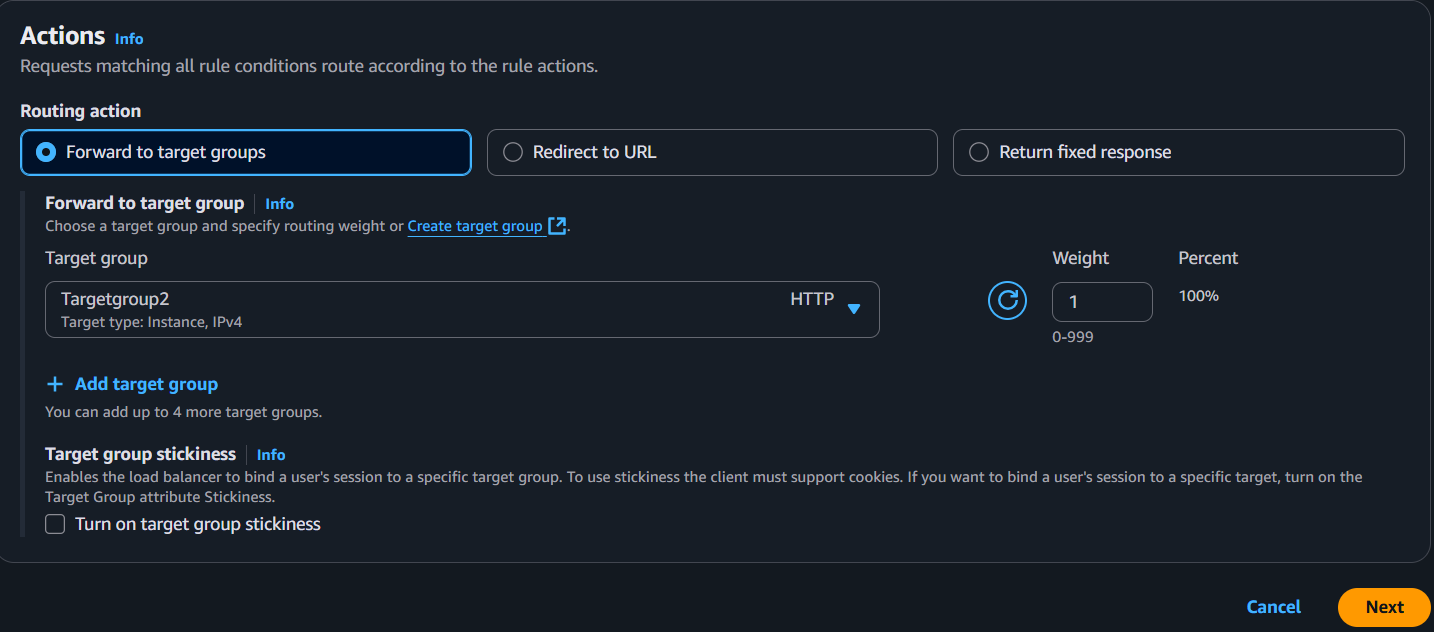 Actions Info
Requests matching all rule conditions route according to the rule actions.
Routing action
Forward to target groups
Redirect to URL
Return fixed response
Forward to target group Info
Choose a target group and specify routing weight or Create target group.
Target group
Weight
Percent
Targetgroup2
HTTP
Target type: Instance, IPv4
1
100%
0-999
+ Add target group
You can add up to 4 more target groups.
Target group stickiness Info
Enables the load balancer to bind a user's session to a specific target group. To use stickiness the client must support cookies. If you want to bind a user's session to a specific target, turn on the
Target Group attribute Stickiness.
Turn on target group stickiness
Cancel
Next